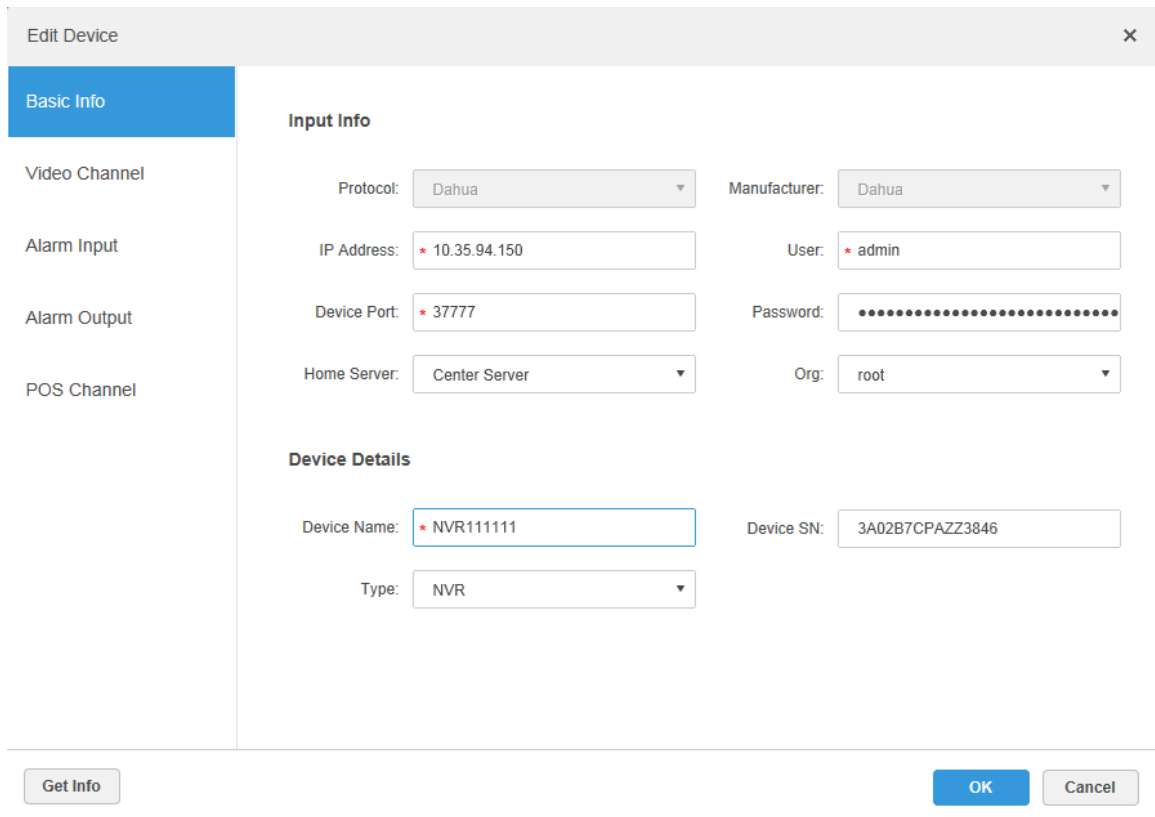 Edit Device
Basic Info
Video Channel
Alarm Input
Alarm Output
POS Channel
Input Info
Protocol: Dahua Manufacturer: Dahua
IP Address: * 10.35.94.150 User: * admin
Device Port: * 37777 Password: ••••••••••••••••••••••••••••
Home Server: Center Server Org: root
Device Details
Device Name: * NVR111111 Device SN: 3A02B7CPAZZ3846
Type: NVR
Get Info OK Cancel